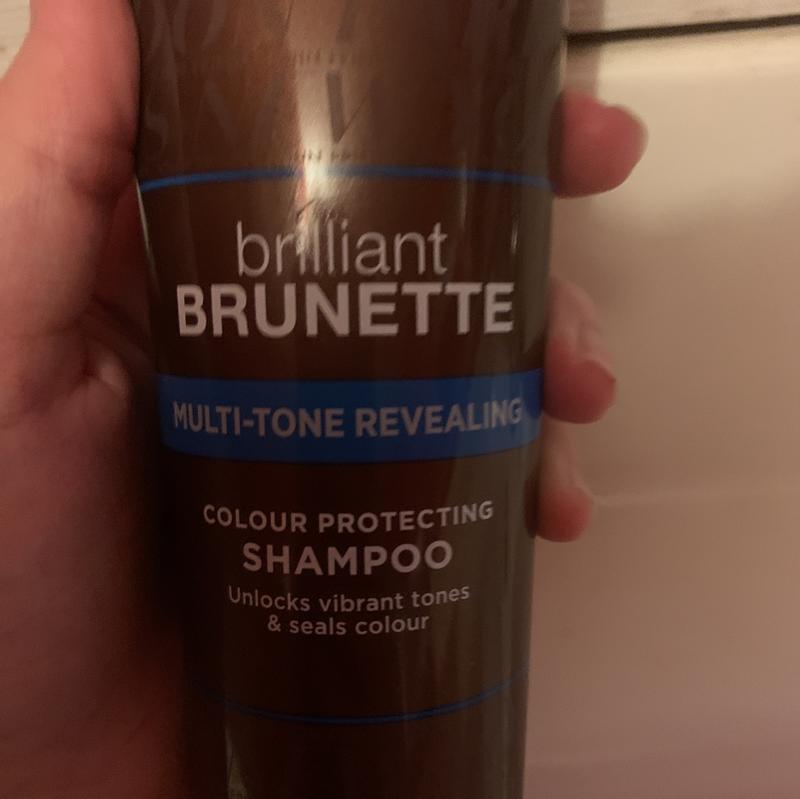 brilliant
BRUNETTE
MULTI-TONE REVEALING
COLOUR PROTECTING
SHAMPOO
Unlocks vibrant tones
& seals colour